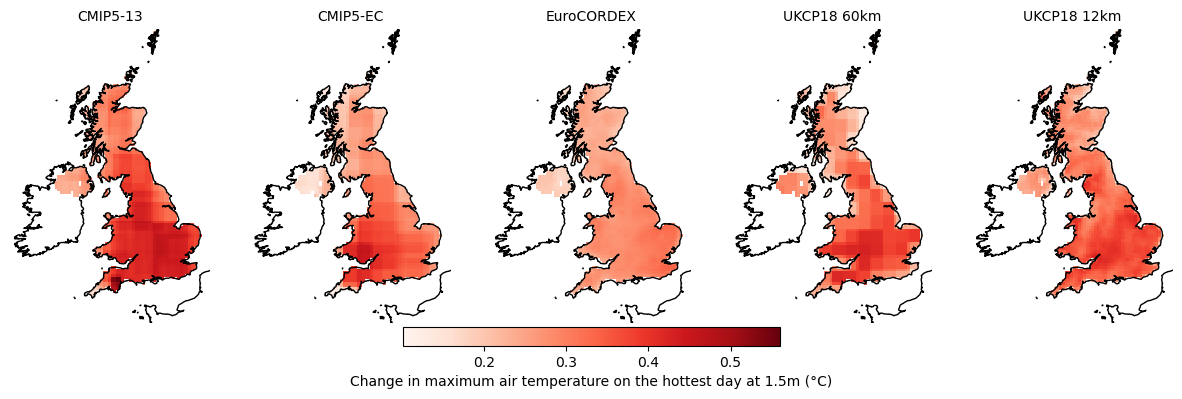 CMIP5-13
CMIP5-EC
EuroCORDEX
UKCP18 60km
UKCP18 12km
0.2
0.3
0.4
0.5
Change in maximum air temperature on the hottest day at 1.5m (°C)